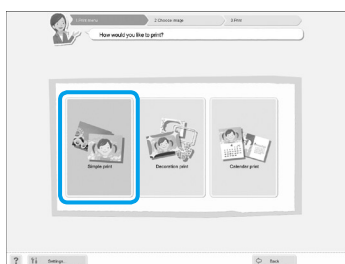 1.Print menu
2.Choose image
3.Print
How would you like to print?
Simple print
Decoration print
Calendar print
?
Settings...
Back